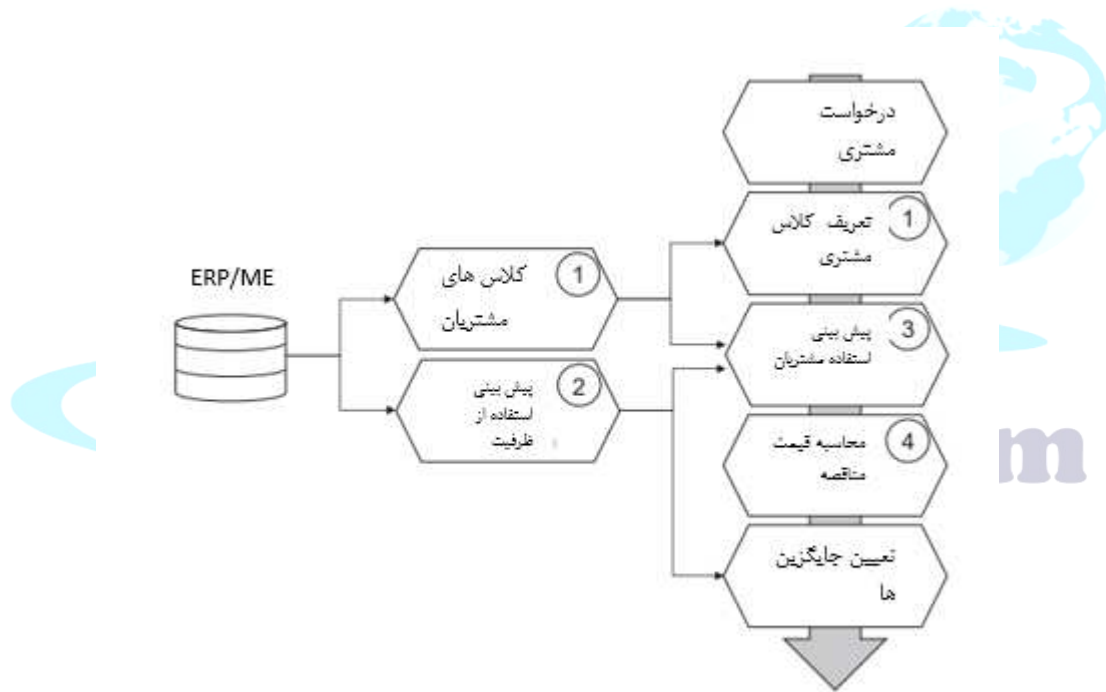 درخواست
مشتری
1
تعریف کلاس
مشتری
ERP/ME
1
کلاس های
مشتریان
3
پیش بینی
استفاده مشتریان
2
پیش بینی
استفاده از
ظرفیت
4
محاسبه قیمت
مناقصه
تعیین جایگزین
ها
m